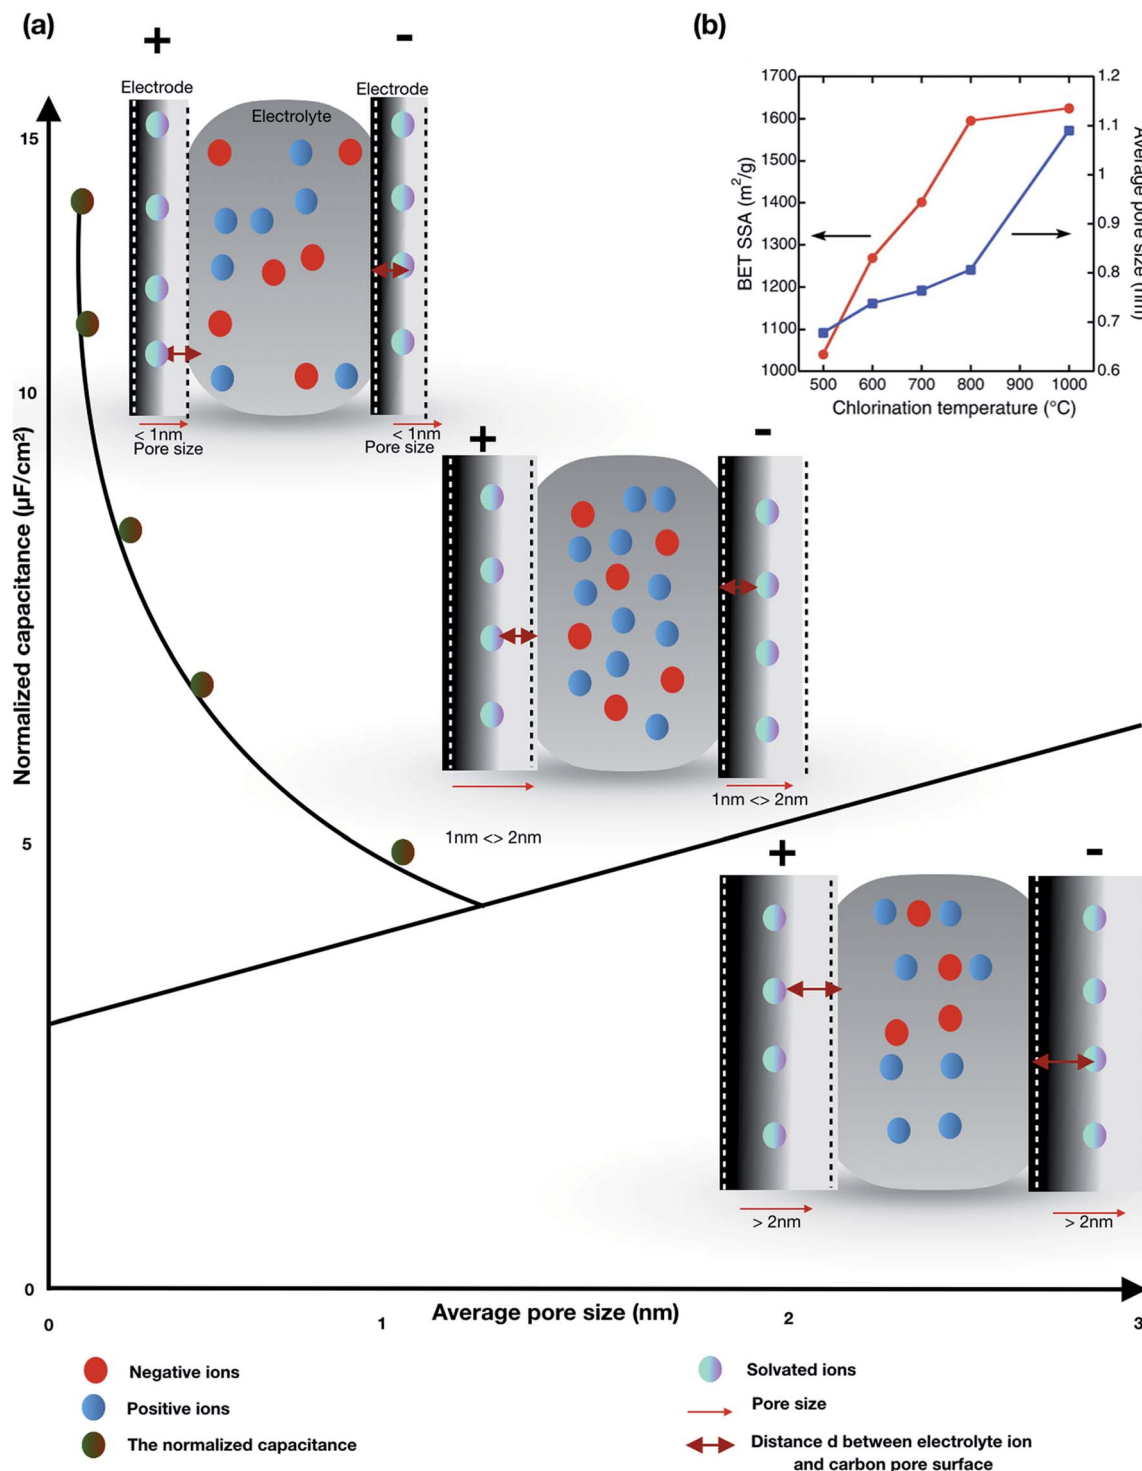 (a)
+
-
Electrode
Electrode
Electrolyte
< 1nm
Pore size
< 1nm
Pore size
(b)
1700
1600
1500
1400
1300
1200
1100
1000
BET SSA (m²/g)
1.2
1.1
1
0.9
0.8
0.7
0.6
Average pore size (nm)
500 600 700 800 900 1000
Chlorination temperature (°C)
15
10
5
0
Normalized capacitance (µF/cm²)
+
-
1nm <> 2nm
1nm <> 2nm
+
-
> 2nm
> 2nm
0 1 2 3
Average pore size (nm)
Negative ions
Positive ions
The normalized capacitance
Solvated ions
Pore size
Distance d between electrolyte ion
and carbon pore surface